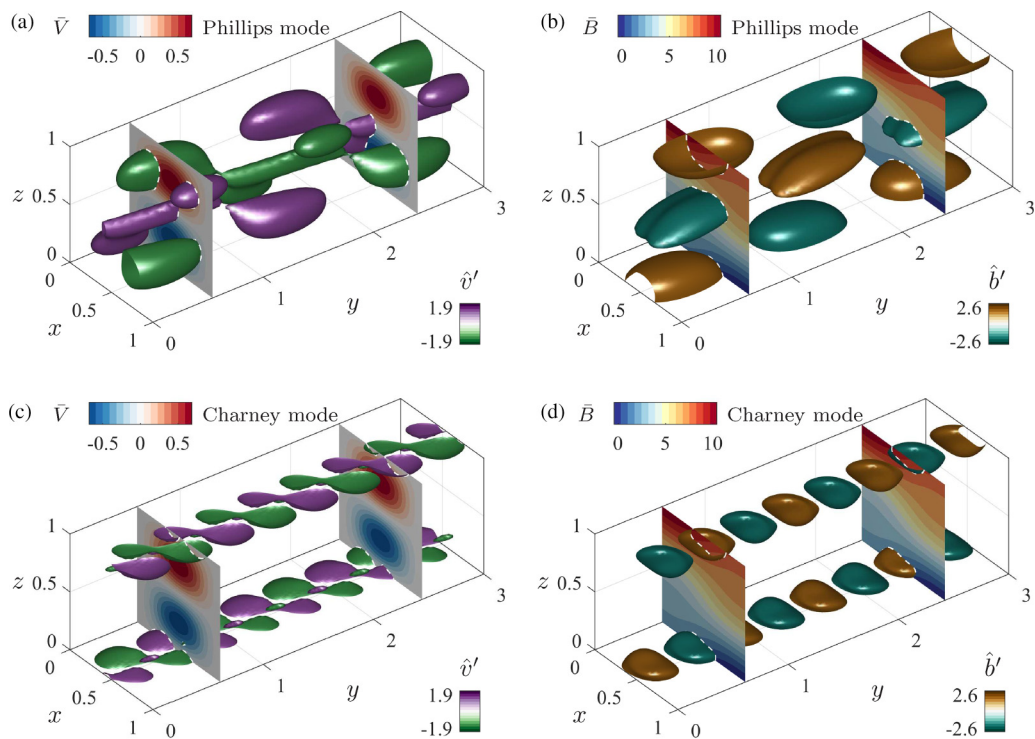 (a) V̄ Phillips mode
-0.5 0 0.5
1
z 0.5
0
0
0.5
x
1
0
1
y
2
3
v̂′
1.9
-1.9
(b) B̄ Phillips mode
0 5 10
1
z 0.5
0
0
0.5
x
1
0
1
y
2
3
b̂′
2.6
-2.6
(c) V̄ Charney mode
-0.5 0 0.5
1
z 0.5
0
0
0.5
x
1
0
1
y
2
3
v̂′
1.9
-1.9
(d) B̄ Charney mode
0 5 10
1
z 0.5
0
0
0.5
x
1
0
1
y
2
3
b̂′
2.6
-2.6